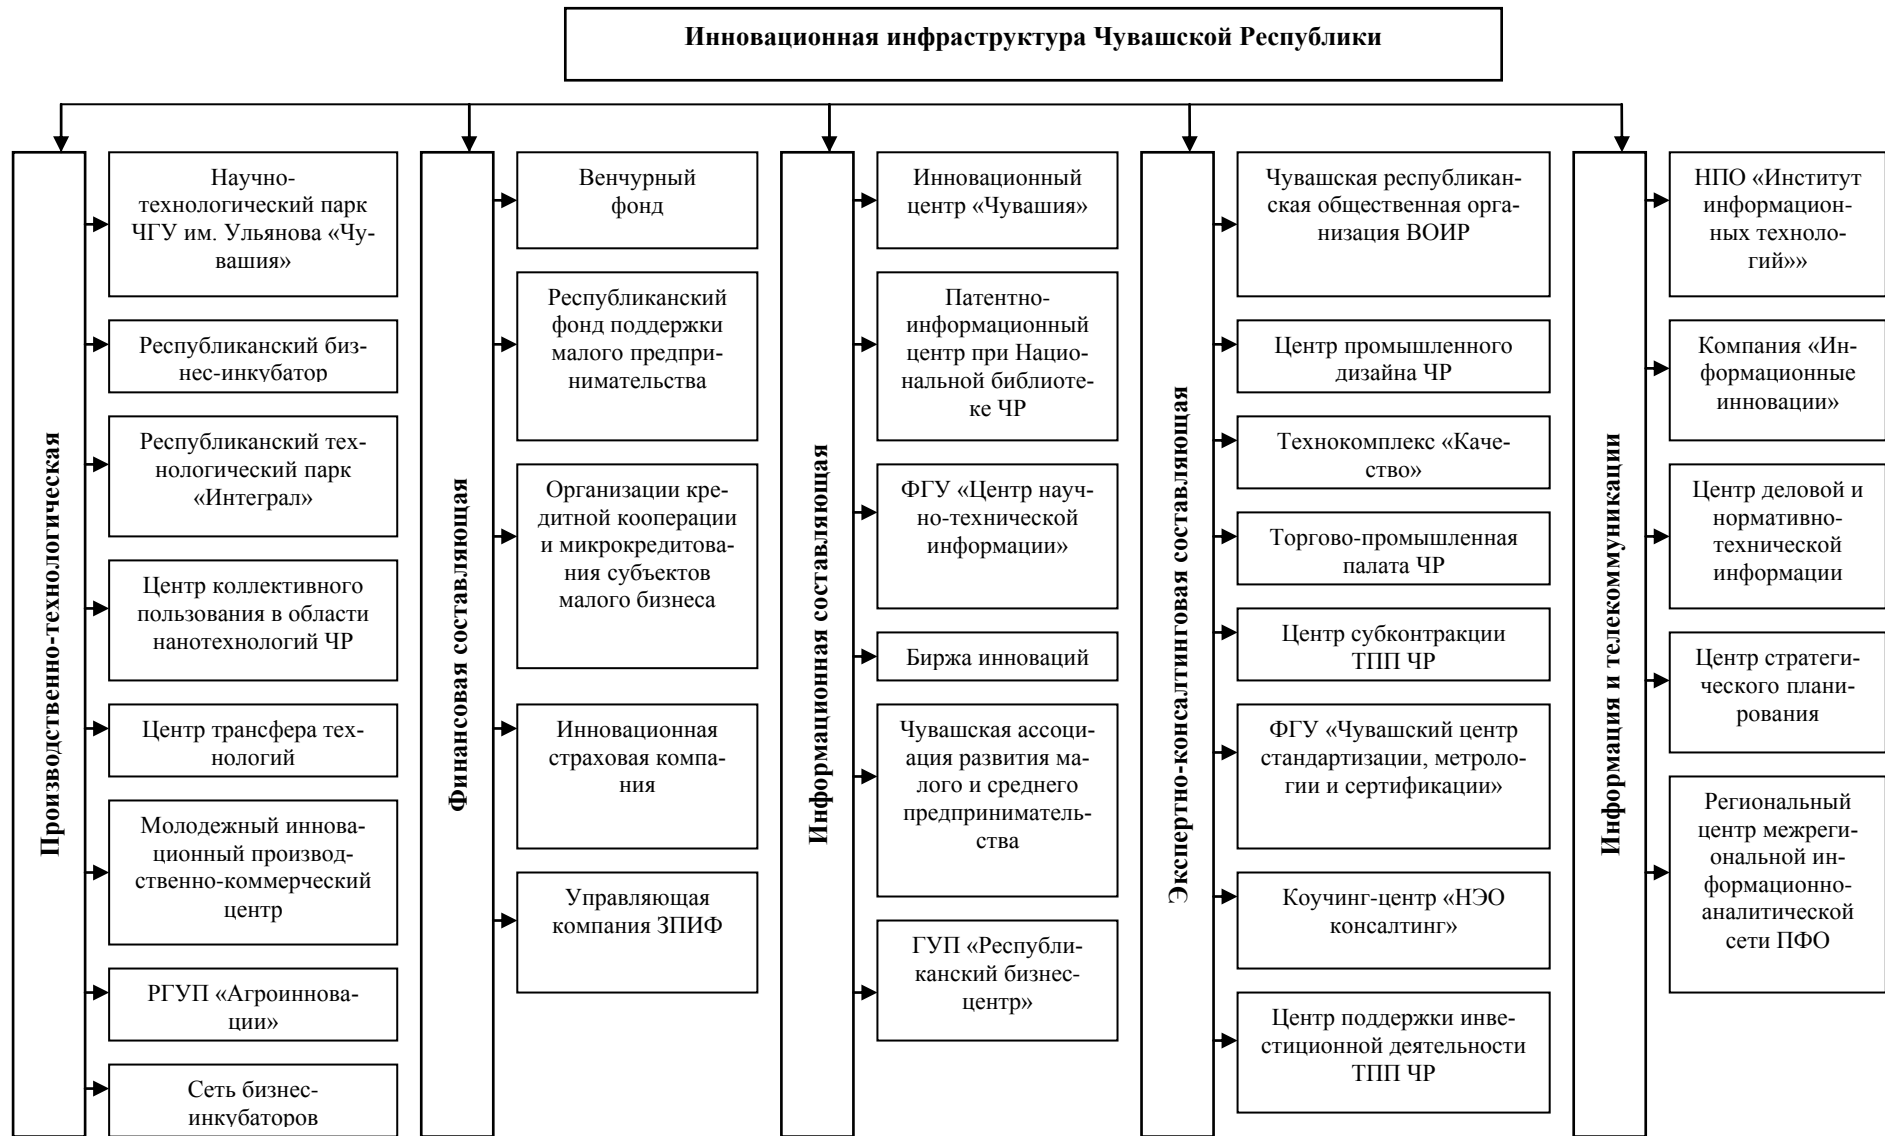 Инновационная инфраструктура Чувашской Республики
Производственно-технологическая
Научно-
технологический парк
ЧГУ им. Ульянова «Чу-
вашия»
Республиканский биз-
нес-инкубатор
Республиканский тех-
нологический парк
«Интеграл»
Центр коллективного
пользования в области
нанотехнологий ЧР
Центр трансфера тех-
нологий
Молодежный иннова-
ционный производ-
ственно-коммерческий
центр
РГУП «Агроиннова-
ции»
Сеть бизнес-
инкубаторов
Финансовая составляющая
Венчурный
фонд
Республиканский
фонд поддержки
малого предпри-
нимательства
Организации кре-
дитной кооперации
и микрокредитова-
ния субъектов
малого бизнеса
Инновационная
страховая компа-
ния
Управляющая
компания ЗПИФ
Информационная составляющая
Инновационный
центр «Чувашия»
Патентно-
информационный
центр при Нацио-
нальной библиоте-
ке ЧР
ФГУ «Центр науч-
но-технической
информации»
Биржа инноваций
Чувашская ассоци-
ация развития ма-
лого и среднего
предприниматель-
ства
ГУП «Республи-
канский бизнес-
центр»
Экспертно-консалтинговая составляющая
Чувашская республикан-
ская общественная орга-
низация ВОИР
Центр промышленного
дизайна ЧР
Технокомплекс «Каче-
ство»
Торгово-промышленная
палата ЧР
Центр субконтракции
ТПП ЧР
ФГУ «Чувашский центр
стандартизации, метроло-
гии и сертификации»
Коучинг-центр «НЭО
консалтинг»
Центр поддержки инве-
стиционной деятельности
ТПП ЧР
Информация и телекоммуникации
НПО «Институт
информацион-
ных техноло-
гий»»
Компания «Ин-
формационные
инновации»
Центр деловой и
нормативно-
технической
информации
Центр стратеги-
ческого плани-
рования
Региональный
центр межреги-
ональной ин-
формационно-
аналитической
сети ПФО